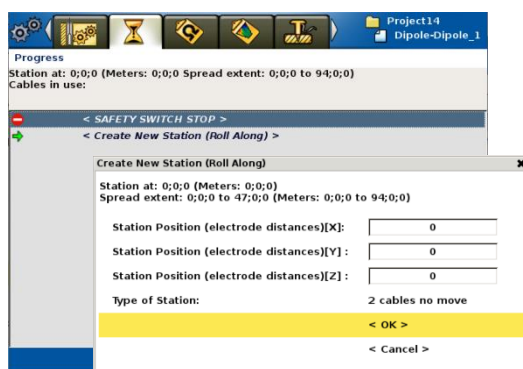 Project14
Dipole-Dipole_1
Progress
Station at: 0;0;0 (Meters: 0;0;0 Spread extent: 0;0;0 to 94;0;0)
Cables in use:
< SAFETY SWITCH STOP >
< Create New Station (Roll Along) >
Create New Station (Roll Along)
Station at: 0;0;0 (Meters: 0;0;0)
Spread extent: 0;0;0 to 47;0;0 (Meters: 0;0;0 to 94;0;0)
Station Position (electrode distances)[X]: 0
Station Position (electrode distances)[Y] : 0
Station Position (electrode distances)[Z] : 0
Type of Station: 2 cables no move
< OK >
< Cancel >